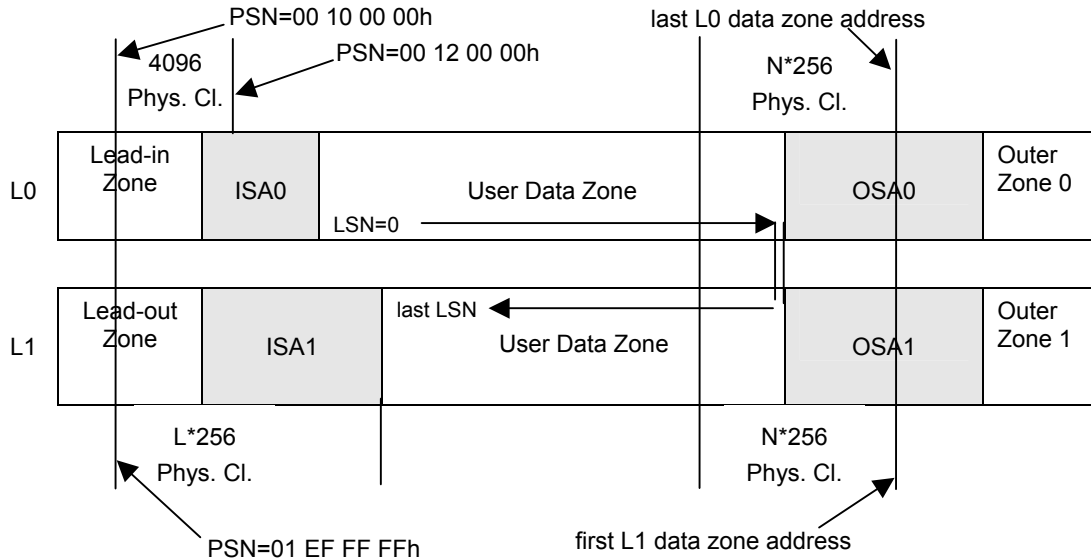 PSN=00 10 00 00h
last L0 data zone address
PSN=00 12 00 00h
4096
Phys. Cl.
N*256
Phys. Cl.
L0
Lead-in
Zone
ISA0
User Data Zone
LSN=0
OSA0
Outer
Zone 0
L1
Lead-out
Zone
ISA1
last LSN
User Data Zone
OSA1
Outer
Zone 1
L*256
Phys. Cl.
N*256
Phys. Cl.
PSN=01 EF FF FFh
first L1 data zone address